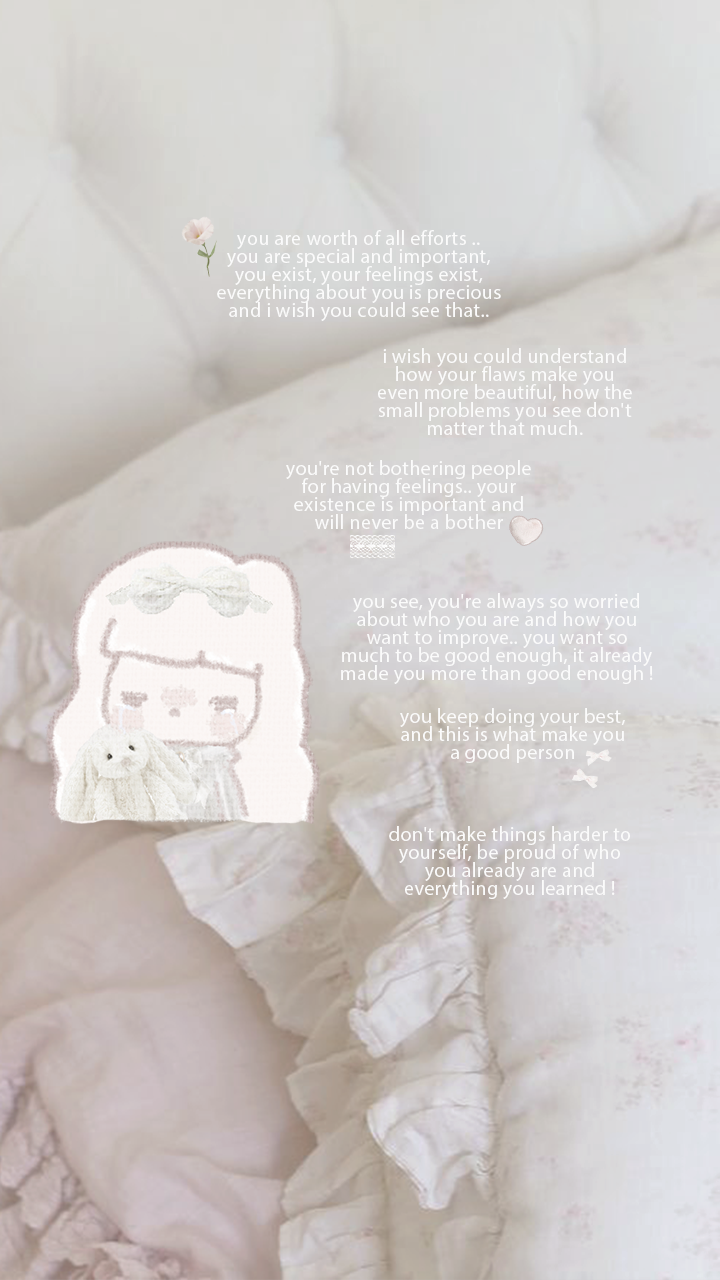 you are worth of all efforts ..
you are special and important,
you exist, your feelings exist,
everything about you is precious
and i wish you could see that..
i wish you could understand
how your flaws make you
even more beautiful, how the
small problems you see don't
matter that much.
you're not bothering people
for having feelings.. your
existence is important and
will never be a bother
you see, you're always so worried
about who you are and how you
want to improve.. you want so
much to be good enough, it already
made you more than good enough !
you keep doing your best,
and this is what make you
a good person
don't make things harder to
yourself, be proud of who
you already are and
everything you learned !